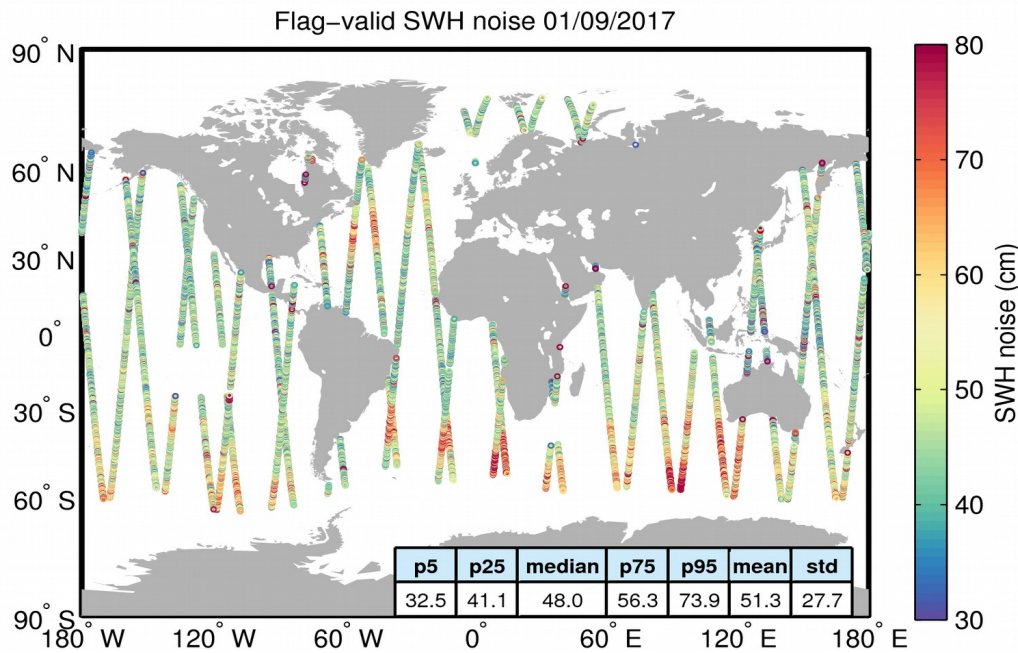 Flag-valid SWH noise 01/09/2017
90° N
60° N
30° N
0°
30° S
60° S
90° S
180° W
120° W
60° W
0°
60° E
120° E
180° E
p5 p25 median p75 p95 mean std
32.5 41.1 48.0 56.3 73.9 51.3 27.7
80
70
60
50
40
30
SWH noise (cm)